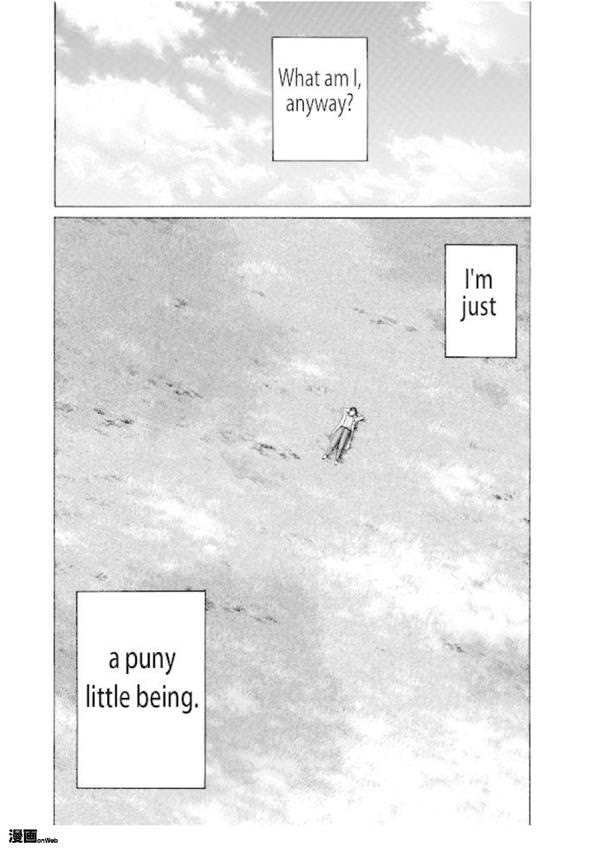 What am I,
anyway?
I'm
just
a puny
little being.
漫画onWeb